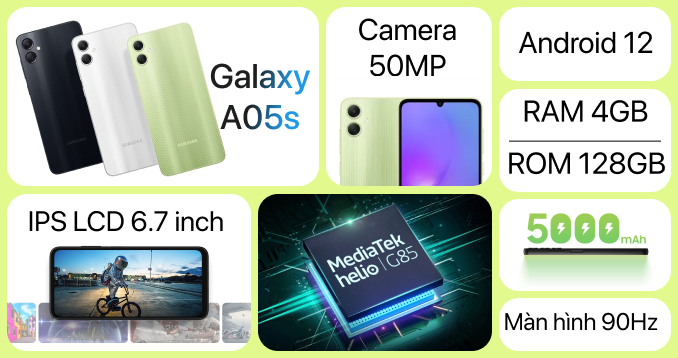 Galaxy
A05s
SAMSUNG
SAMSUNG
SAMSUNG
Camera
50MP
Android 12
RAM 4GB
ROM 128GB
IPS LCD 6.7 inch
MediaTek
helio | G85
5000mAh
Màn hình 90Hz